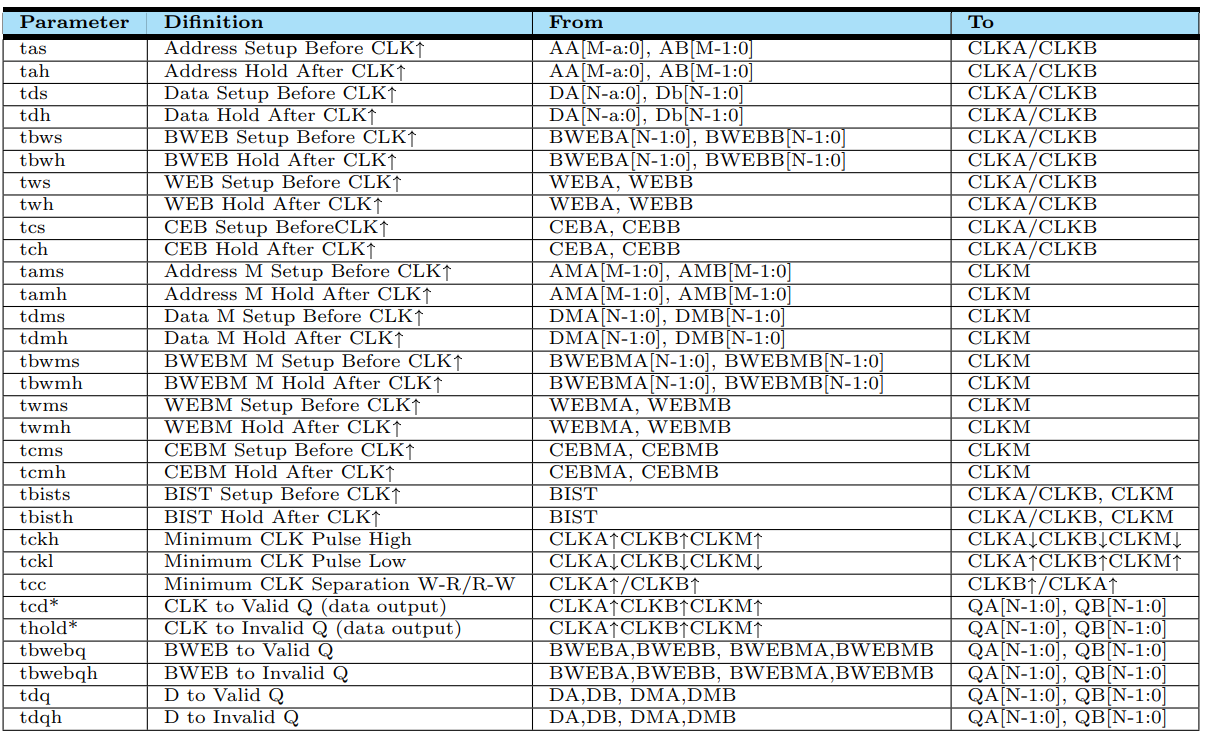 Parameter Difinition From To
tas Address Setup Before CLK↑ AA[M-a:0], AB[M-1:0] CLKA/CLKB
tah Address Hold After CLK↑ AA[M-a:0], AB[M-1:0] CLKA/CLKB
tds Data Setup Before CLK↑ DA[N-a:0], Db[N-1:0] CLKA/CLKB
tdh Data Hold After CLK↑ DA[N-a:0], Db[N-1:0] CLKA/CLKB
tbws BWEB Setup Before CLK↑ BWEBA[N-1:0], BWEBB[N-1:0] CLKA/CLKB
tbwh BWEB Hold After CLK↑ BWEBA[N-1:0], BWEBB[N-1:0] CLKA/CLKB
tws WEB Setup Before CLK↑ WEBA, WEBB CLKA/CLKB
twh WEB Hold After CLK↑ WEBA, WEBB CLKA/CLKB
tcs CEB Setup BeforeCLK↑ CEBA, CEBB CLKA/CLKB
tch CEB Hold After CLK↑ CEBA, CEBB CLKA/CLKB
tams Address M Setup Before CLK↑ AMA[M-1:0], AMB[M-1:0] CLKM
tamh Address M Hold After CLK↑ AMA[M-1:0], AMB[M-1:0] CLKM
tdms Data M Setup Before CLK↑ DMA[N-1:0], DMB[N-1:0] CLKM
tdmh Data M Hold After CLK↑ DMA[N-1:0], DMB[N-1:0] CLKM
tbwms BWEBM M Setup Before CLK↑ BWEBMA[N-1:0], BWEBMB[N-1:0] CLKM
tbwmh BWEBM M Hold After CLK↑ BWEBMA[N-1:0], BWEBMB[N-1:0] CLKM
twms WEBM Setup Before CLK↑ WEBMA, WEBMB CLKM
twmh WEBM Hold After CLK↑ WEBMA, WEBMB CLKM
tcms CEBM Setup Before CLK↑ CEBMA, CEBMB CLKM
tcmh CEBM Hold After CLK↑ CEBMA, CEBMB CLKM
tbists BIST Setup Before CLK↑ BIST CLKA/CLKB, CLKM
tbisth BIST Hold After CLK↑ BIST CLKA/CLKB, CLKM
tckh Minimum CLK Pulse High CLKA↑CLKB↑CLKM↑ CLKA↓CLKB↓CLKM↓
tckl Minimum CLK Pulse Low CLKA↓CLKB↓CLKM↓ CLKA↑CLKB↑CLKM↑
tcc Minimum CLK Separation W-R/R-W CLKA↑/CLKB↑ CLKB↑/CLKA↑
tcd* CLK to Valid Q (data output) CLKA↑CLKB↑CLKM↑ QA[N-1:0], QB[N-1:0]
thold* CLK to Invalid Q (data output) CLKA↑CLKB↑CLKM↑ QA[N-1:0], QB[N-1:0]
tbwebq BWEB to Valid Q BWEBA,BWEBB, BWEBMA,BWEBMB QA[N-1:0], QB[N-1:0]
tbwebqh BWEB to Invalid Q BWEBA,BWEBB, BWEBMA,BWEBMB QA[N-1:0], QB[N-1:0]
tdq D to Valid Q DA,DB, DMA,DMB QA[N-1:0], QB[N-1:0]
tdqh D to Invalid Q DA,DB, DMA,DMB QA[N-1:0], QB[N-1:0]